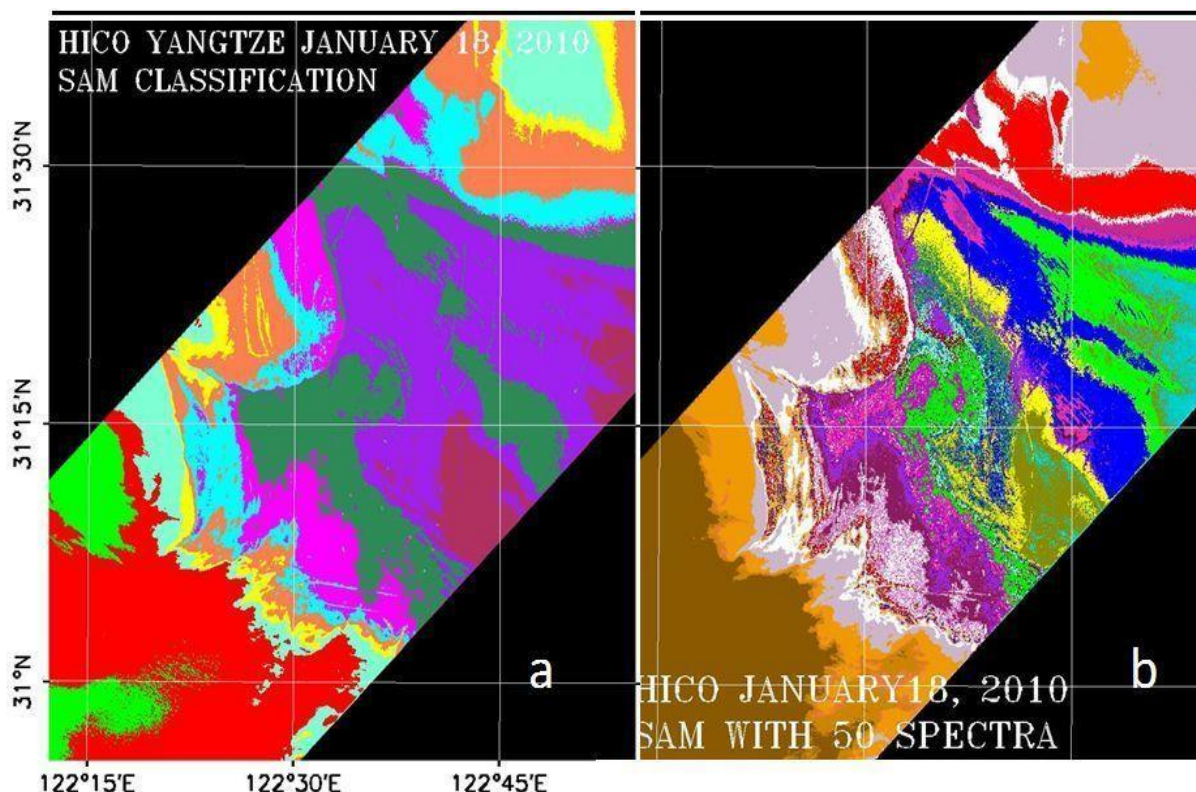 HICO YANGTZE JANUARY 18, 2010
SAM CLASSIFICATION
31°30'N
31°15'N
31°N
a
b
HICO JANUARY18, 2010
SAM WITH 50 SPECTRA
122°15'E
122°30'E
122°45'E